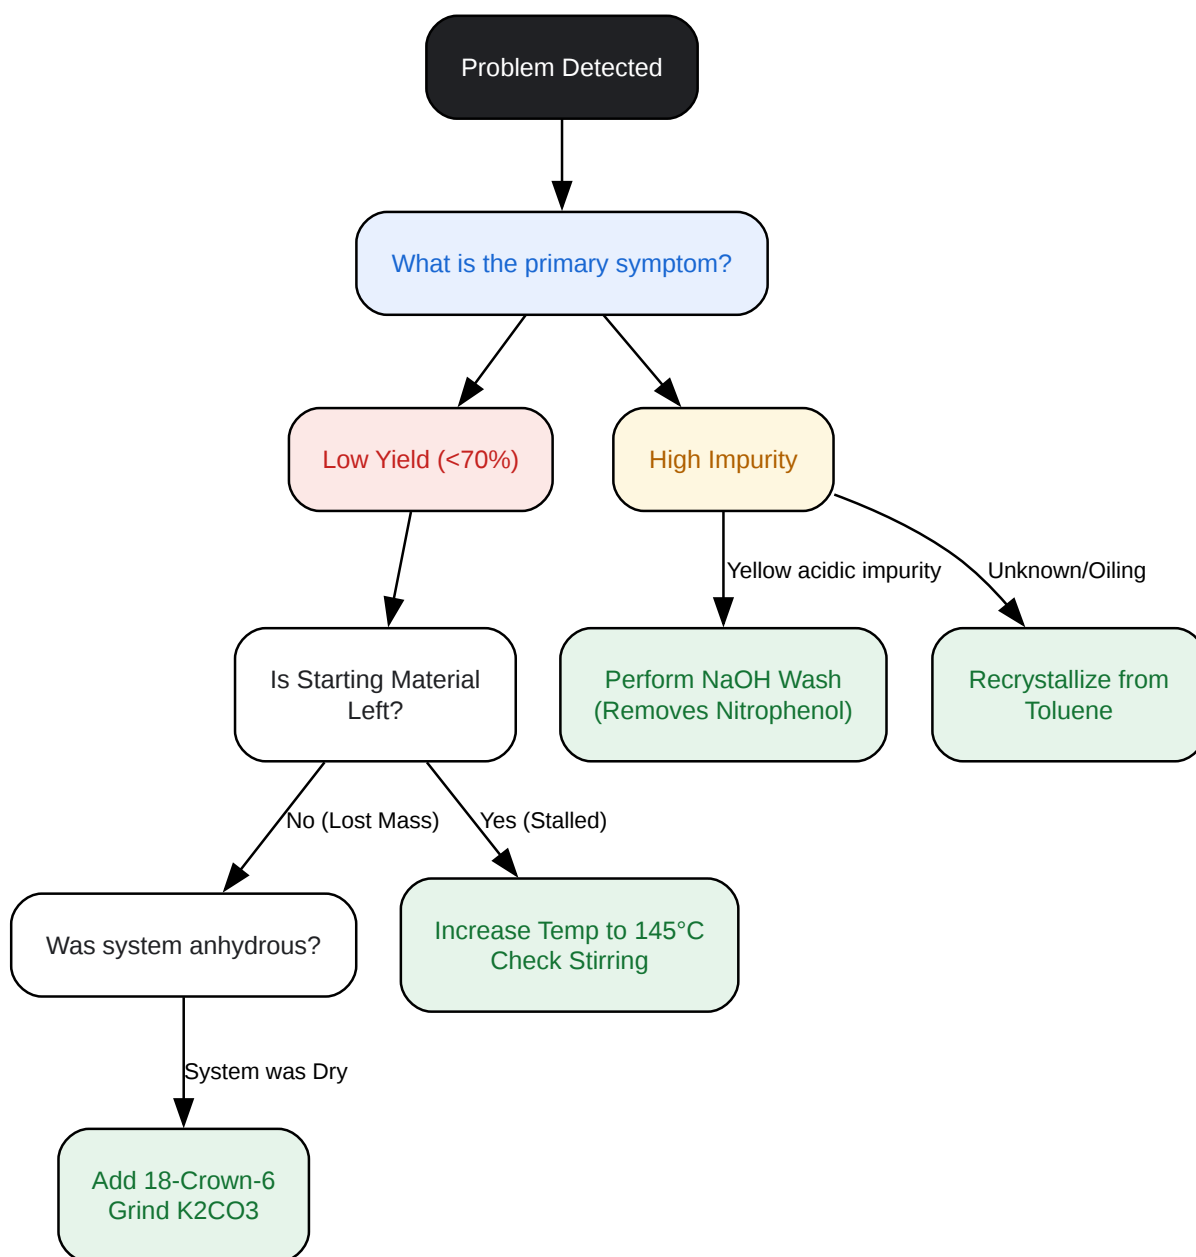 Problem Detected
What is the primary symptom?
Low Yield (<70%)
High Impurity
Yellow acidic impurity
Unknown/Oiling
Is Starting Material
Left?
Perform NaOH Wash
(Removes Nitrophenol)
Recrystallize from
Toluene
No (Lost Mass)
Yes (Stalled)
Was system anhydrous?
Increase Temp to 145°C
Check Stirring
System was Dry
Add 18-Crown-6
Grind K2CO3